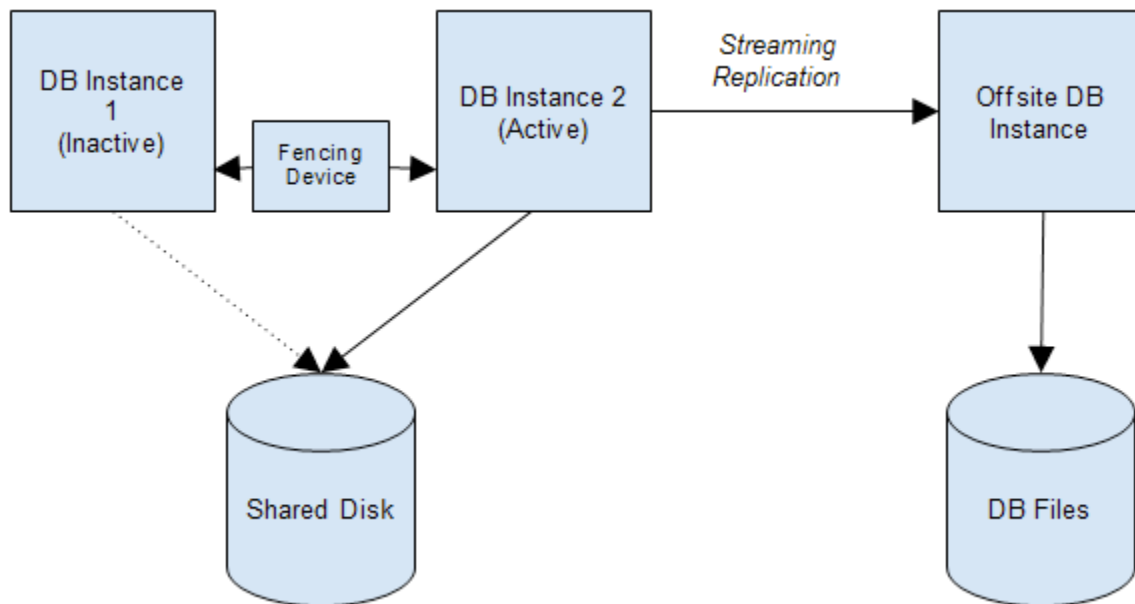 DB Instance
1
(Inactive)
Fencing
Device
DB Instance 2
(Active)
Streaming
Replication
Offsite DB
Instance
Shared Disk
DB Files